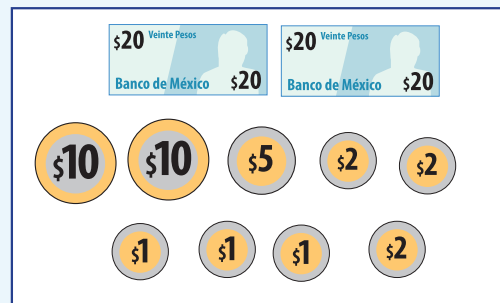 $20 Veinte Pesos
Banco de México $20
$20 Veinte Pesos
Banco de México $20
$10 $10 $5 $2 $2
$1 $1 $1 $2